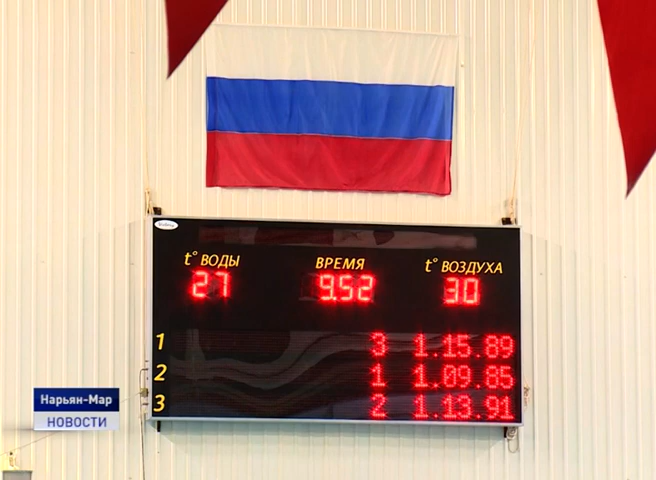 t° ВОДЫ ВРЕМЯ t° ВОЗДУХА
27 9:52 30
1 3 1.15.89
2 1 1.09.85
3 2 1.13.91
Нарьян-Мар
НОВОСТИ